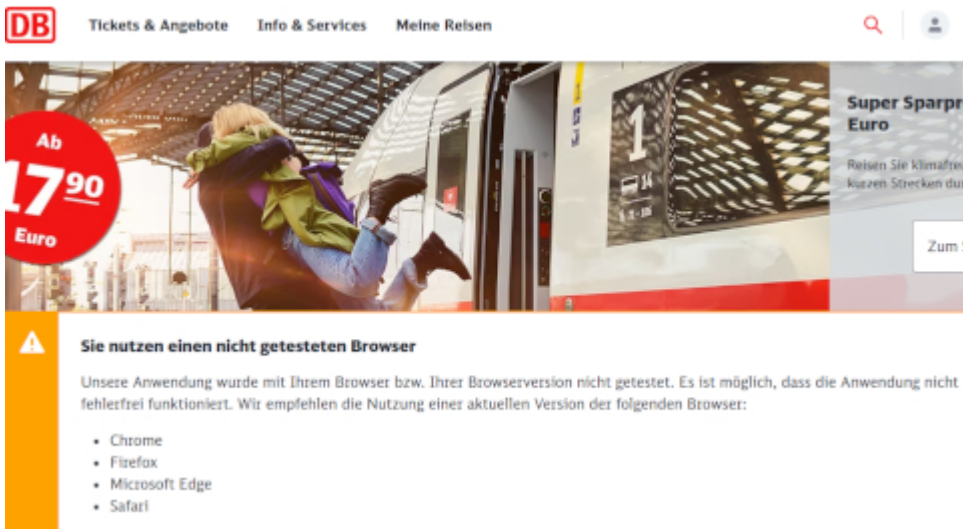 DB
Tickets & Angebote
Info & Services
Meine Reisen
Ab
17 90
Euro
1
14
Super Sparpr
Euro
Reisen Sie klimafreu
kurzen Strecken du
Zum
Sie nutzen einen nicht getesteten Browser
Unsere Anwendung wurde mit Ihrem Browser bzw. Ihrer Browserversion nicht getestet. Es ist möglich, dass die Anwendung nicht
fehlerfrei funktioniert. Wir empfehlen die Nutzung einer aktuellen Version der folgenden Browser:
Chrome
Firefox
Microsoft Edge
Safari